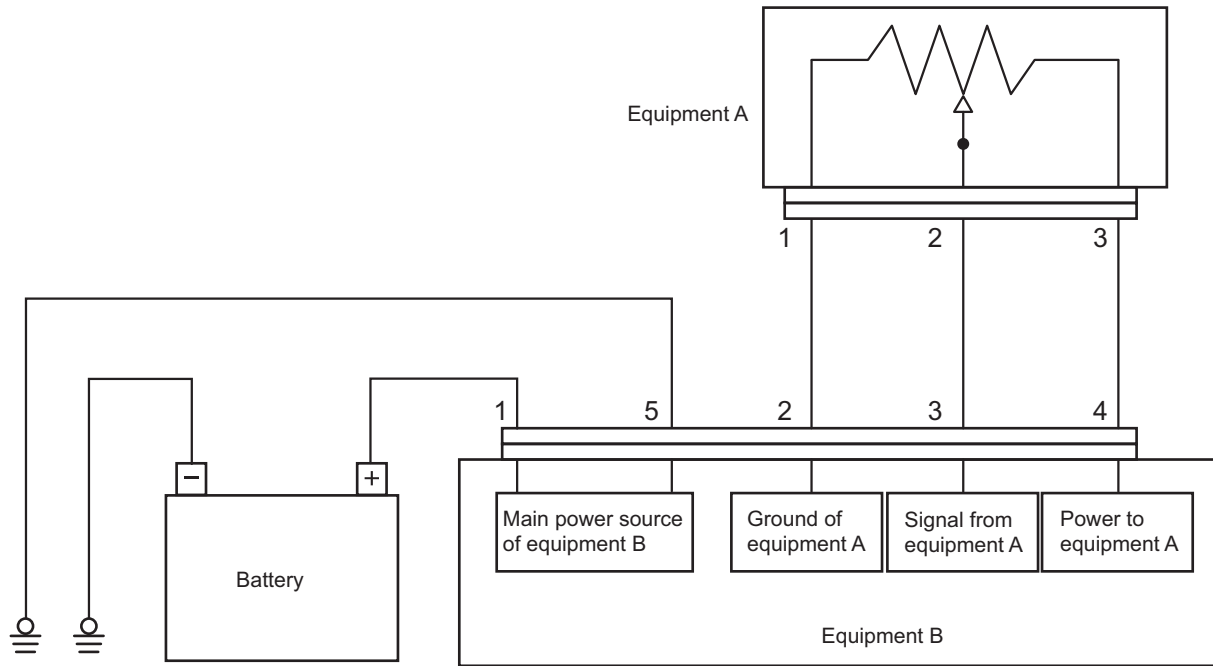 Equipment A
1 2 3
1 5 2 3 4
− +
Main power source
of equipment B
Ground of
equipment A
Signal from
equipment A
Power to
equipment A
Battery
Equipment B